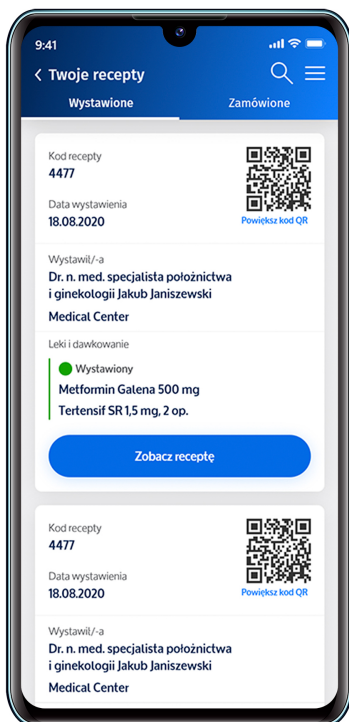 9:41
Twoje recepty
Wystawione
Zamówione
Kod recepty
4477
Data wystawienia
18.08.2020
Powiększ kod QR
Wystawił/-a
Dr. n. med. specjalista położnictwa
i ginekologii Jakub Janiszewski
Medical Center
Leki i dawkowanie
Wystawiony
Metformin Galena 500 mg
Tertensif SR 1,5 mg, 2 op.
Zobacz receptę
Kod recepty
4477
Data wystawienia
18.08.2020
Powiększ kod QR
Wystawił/-a
Dr. n. med. specjalista położnictwa
i ginekologii Jakub Janiszewski
Medical Center